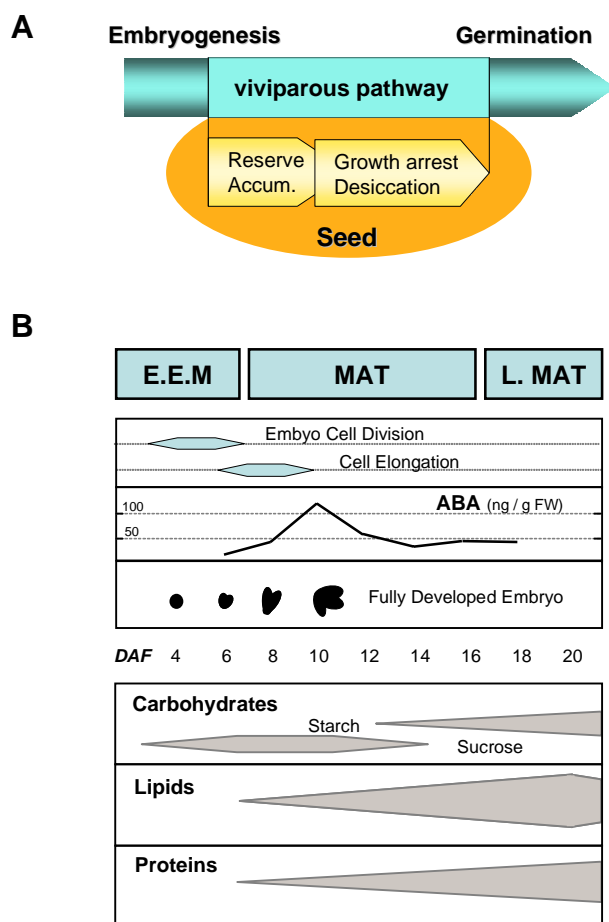 A
Embryogenesis
Germination
viviparous pathway
Reserve
Accum.
Growth arrest
Desiccation
Seed
B
E.E.M
MAT
L. MAT
Embyo Cell Division
Cell Elongation
100
ABA (ng / g FW)
50
Fully Developed Embryo
DAF 4 6 8 10 12 14 16 18 20
Carbohydrates
Starch
Sucrose
Lipids
Proteins